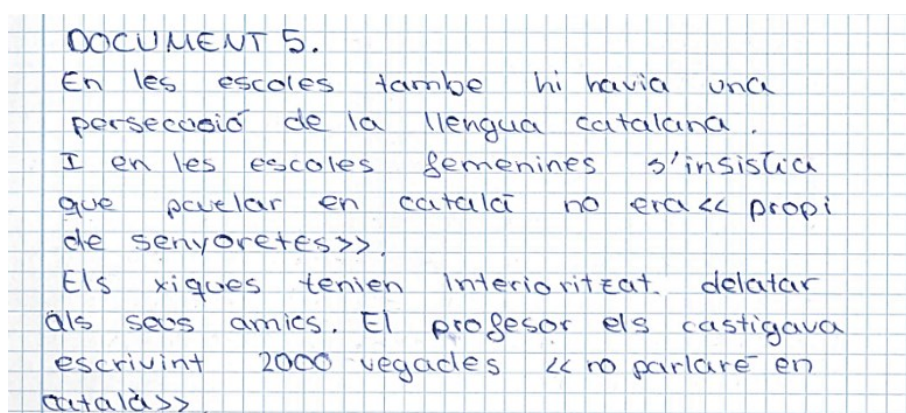 DOCUMENT 5.
En les escoles tambe hi havia una
persecusió de la llengua catalana.
I en les escoles femenines s'insistia
que parlar en català no era << propi
de senyoretes>>.
Els xiques tenien interioritzat delatar
als seus amics. El profesor els castigava
escrivint 2000 vegades << no parlaré en
català>>